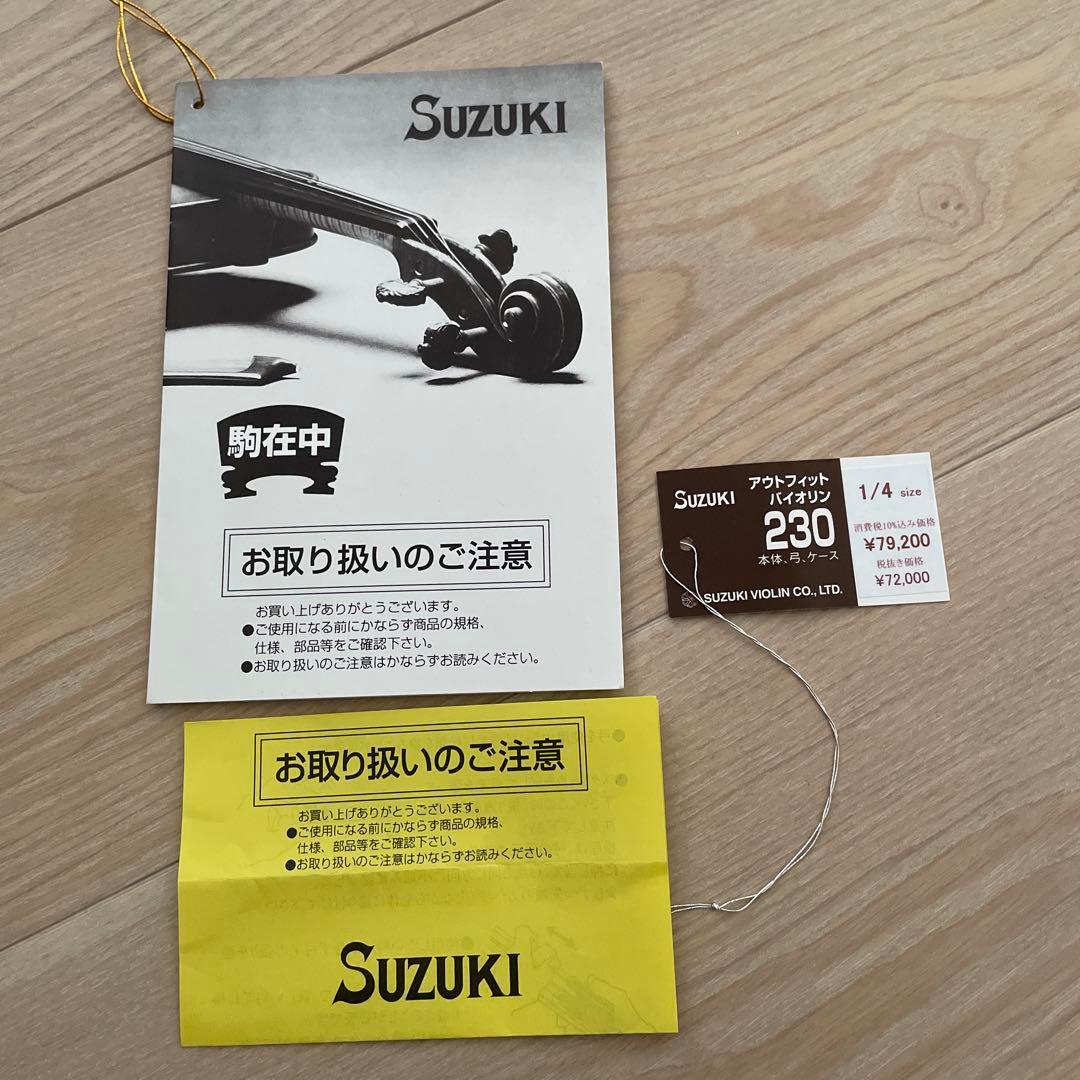 SUZUKI
駒在中
お取り扱いのご注意
お買い上げありがとうございます。
●ご使用になる前にかならず商品の規格、
仕様、部品等をご確認下さい。
●お取り扱いのご注意はかならずお読みください。
SUZUKI
アウトフィット
バイオリン
230
本体、弓、ケース
SUZUKI VIOLIN CO., LTD.
1/4 size
消費税10%込み価格
¥79,200
税抜き価格
¥72,000
お取り扱いのご注意
お買い上げありがとうございます。
●ご使用になる前にかならず商品の規格、
仕様、部品等をご確認下さい。
●お取り扱いのご注意はかならずお読みください。
SUZUKI